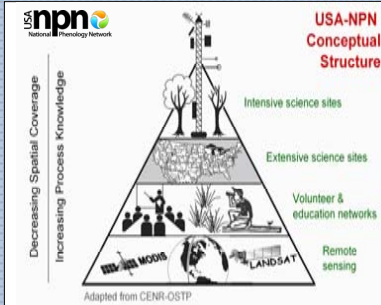 USA npn
National Phenology Network
USA-NPN
Conceptual
Structure
Decreasing Spatial Coverage
Increasing Process Knowledge
Intensive science sites
Extensive science sites
Volunteer &
education networks
Remote
sensing
MODIS
LANDSAT
Adapted from CENR-OSTP